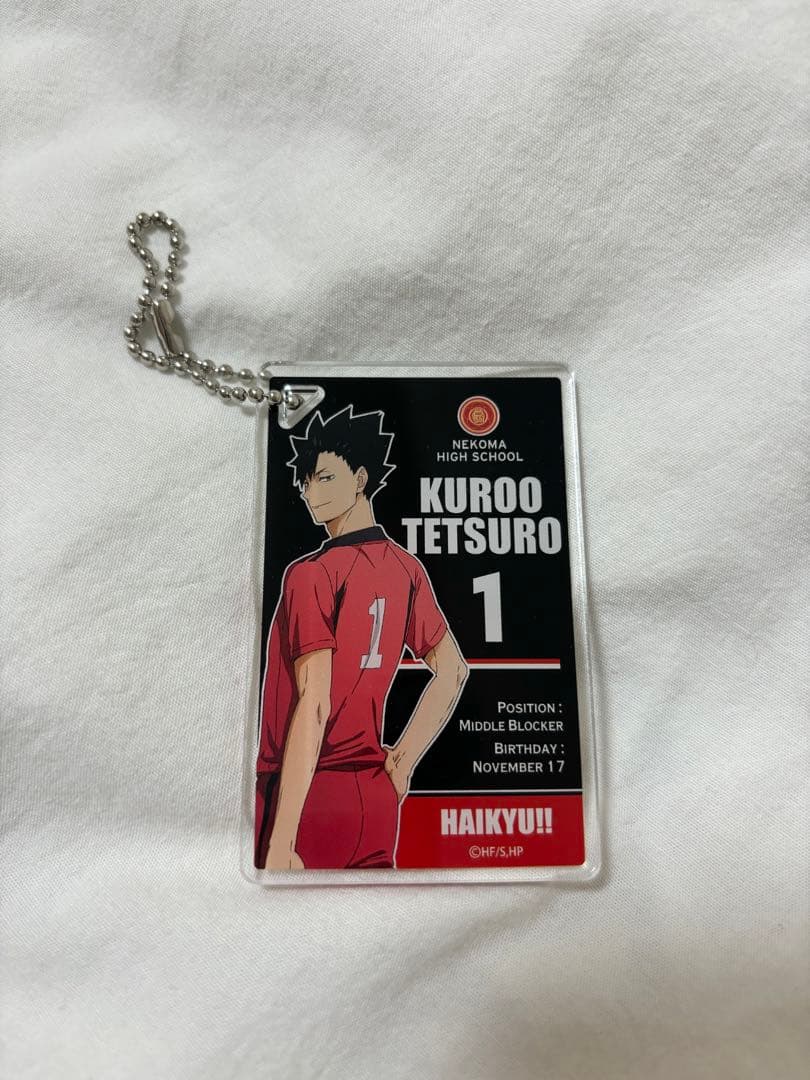 NEKOMA
HIGH SCHOOL
KUROO
TETSURO
1
1
POSITION :
MIDDLE BLOCKER
BIRTHDAY :
NOVEMBER 17
HAIKYU!!
©HF/S,HP